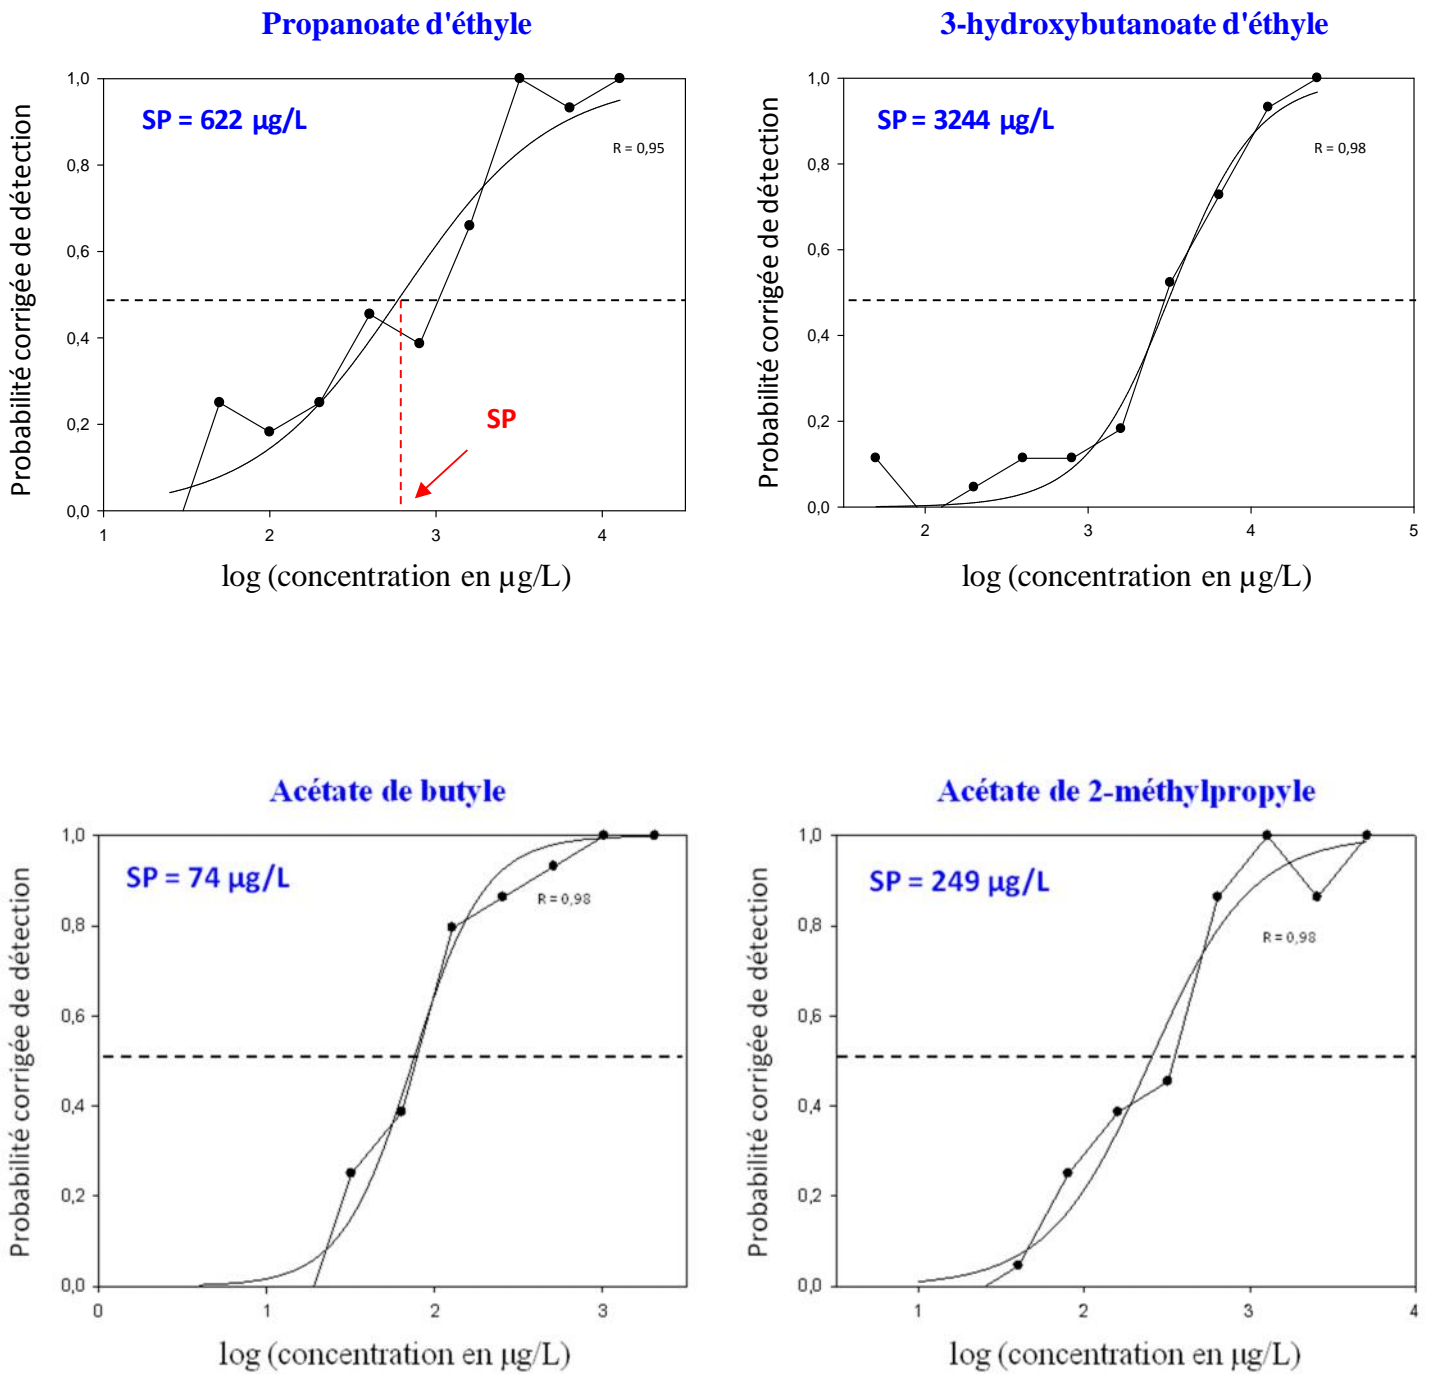 Propanoate d'éthyle
SP = 622 µg/L
R = 0,95
1,0
0,8
0,6
0,4
0,2
0,0
Probabilité corrigée de détection
SP
1 2 3 4
log (concentration en µg/L)
3-hydroxybutanoate d'éthyle
SP = 3244 µg/L
R = 0,98
1,0
0,8
0,6
0,4
0,2
0,0
Probabilité corrigée de détection
2 3 4 5
log (concentration en µg/L)
Acétate de butyle
SP = 74 µg/L
R = 0,98
1,0
0,8
0,6
0,4
0,2
0,0
Probabilité corrigée de détection
0 1 2 3
log (concentration en µg/L)
Acétate de 2-méthylpropyle
SP = 249 µg/L
R = 0,98
1,0
0,8
0,6
0,4
0,2
0,0
Probabilité corrigée de détection
1 2 3 4
log (concentration en µg/L)